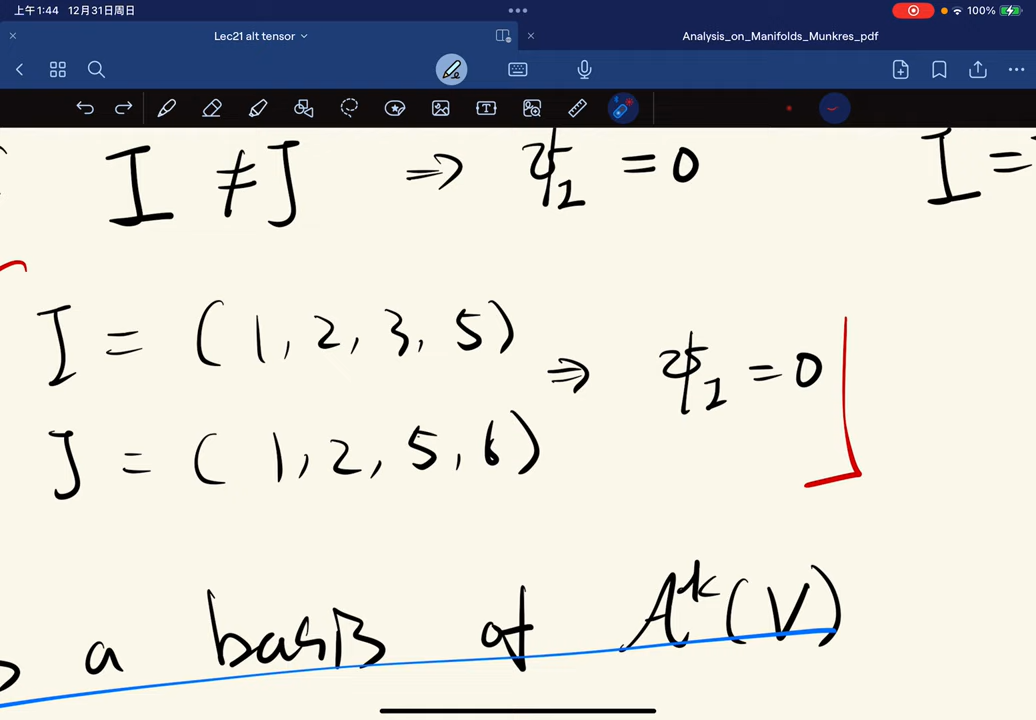 上午1:44 12月31日周日
100%
Lec21 alt tensor
Analysis_on_Manifolds_Munkres_pdf
I ≠ J ⇒ ψ_I = 0
I =
I = (1, 2, 3, 5)
⇒ ψ_I = 0
J = (1, 2, 5, 6)
a basis of A^k(V)